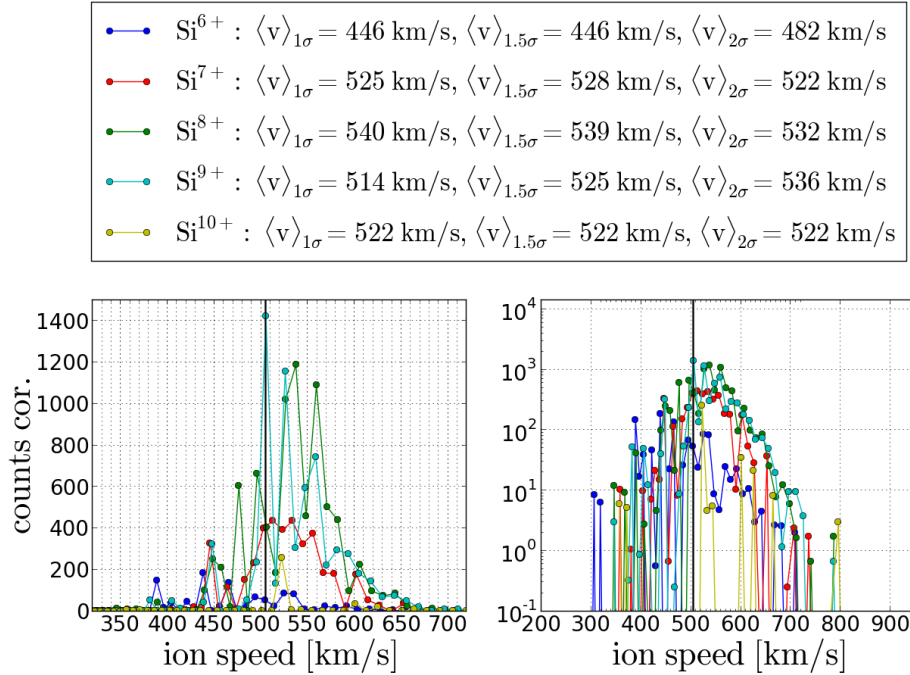 Si⁶⁺ : ⟨v⟩₁σ = 446 km/s, ⟨v⟩₁.₅σ = 446 km/s, ⟨v⟩₂σ = 482 km/s
Si⁷⁺ : ⟨v⟩₁σ = 525 km/s, ⟨v⟩₁.₅σ = 528 km/s, ⟨v⟩₂σ = 522 km/s
Si⁸⁺ : ⟨v⟩₁σ = 540 km/s, ⟨v⟩₁.₅σ = 539 km/s, ⟨v⟩₂σ = 532 km/s
Si⁹⁺ : ⟨v⟩₁σ = 514 km/s, ⟨v⟩₁.₅σ = 525 km/s, ⟨v⟩₂σ = 536 km/s
Si¹⁰⁺ : ⟨v⟩₁σ = 522 km/s, ⟨v⟩₁.₅σ = 522 km/s, ⟨v⟩₂σ = 522 km/s
counts cor.
1400
1200
1000
800
600
400
200
0
350 400 450 500 550 600 650 700
ion speed [km/s]
10⁴
10³
10²
10¹
10⁰
10⁻¹
200 300 400 500 600 700 800 900
ion speed [km/s]